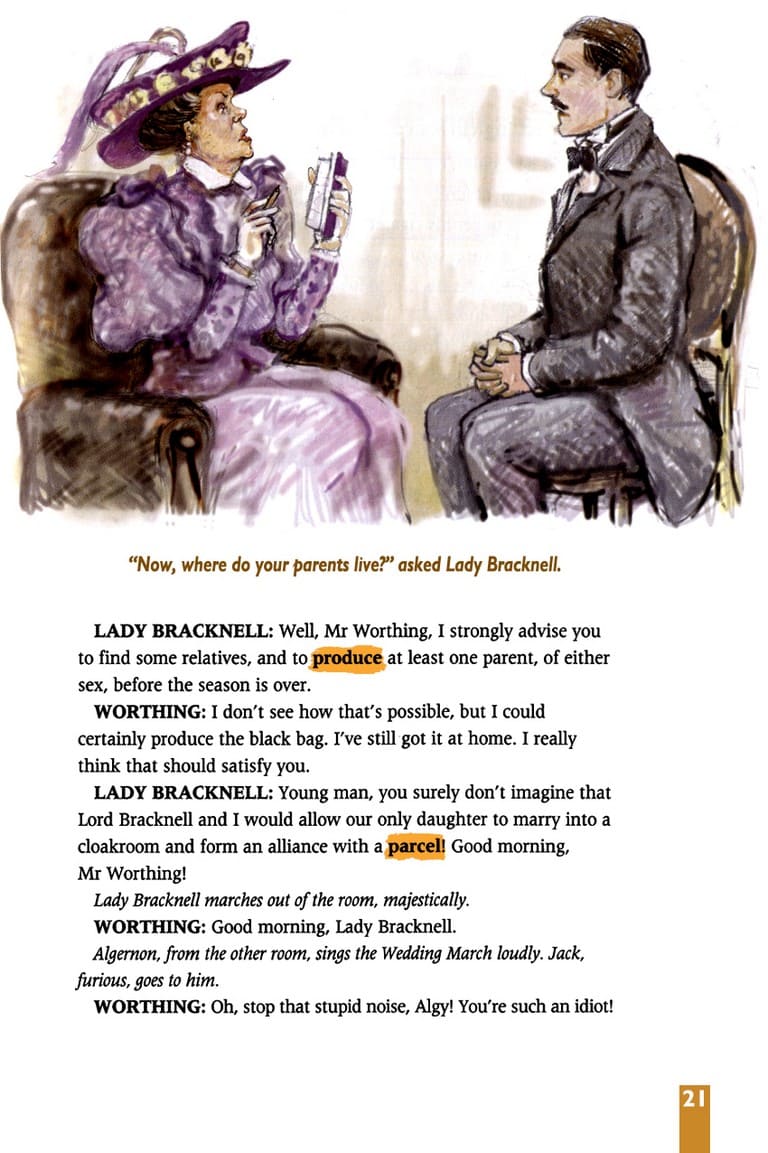 “Now, where do your parents live?” asked Lady Bracknell.
LADY BRACKNELL: Well, Mr Worthing, I strongly advise you
to find some relatives, and to produce at least one parent, of either
sex, before the season is over.
WORTHING: I don’t see how that’s possible, but I could
certainly produce the black bag. I’ve still got it at home. I really
think that should satisfy you.
LADY BRACKNELL: Young man, you surely don’t imagine that
Lord Bracknell and I would allow our only daughter to marry into a
cloakroom and form an alliance with a parcel! Good morning,
Mr Worthing!
Lady Bracknell marches out of the room, majestically.
WORTHING: Good morning, Lady Bracknell.
Algernon, from the other room, sings the Wedding March loudly. Jack,
furious, goes to him.
WORTHING: Oh, stop that stupid noise, Algy! You’re such an idiot!
21